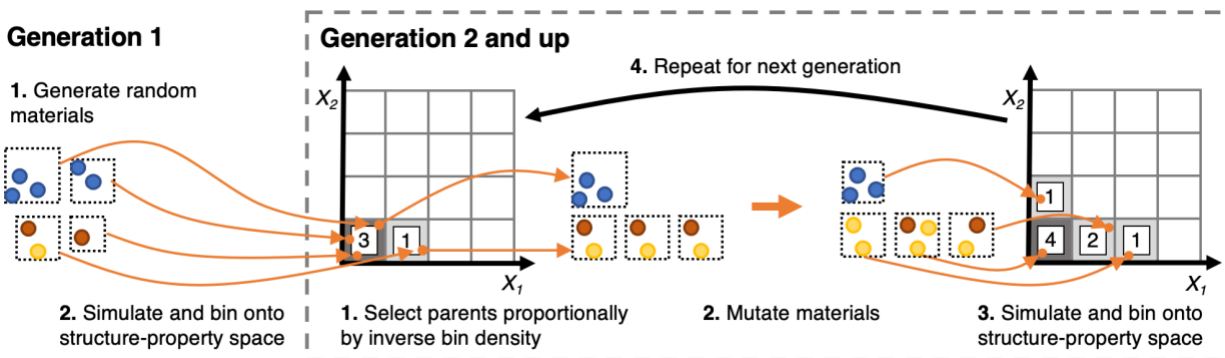 Generation 1
1. Generate random
materials
2. Simulate and bin onto
structure-property space
Generation 2 and up
4. Repeat for next generation
X2
3
1
X1
1. Select parents proportionally
by inverse bin density
2. Mutate materials
X2
1
4
2
1
X1
3. Simulate and bin onto
structure-property space